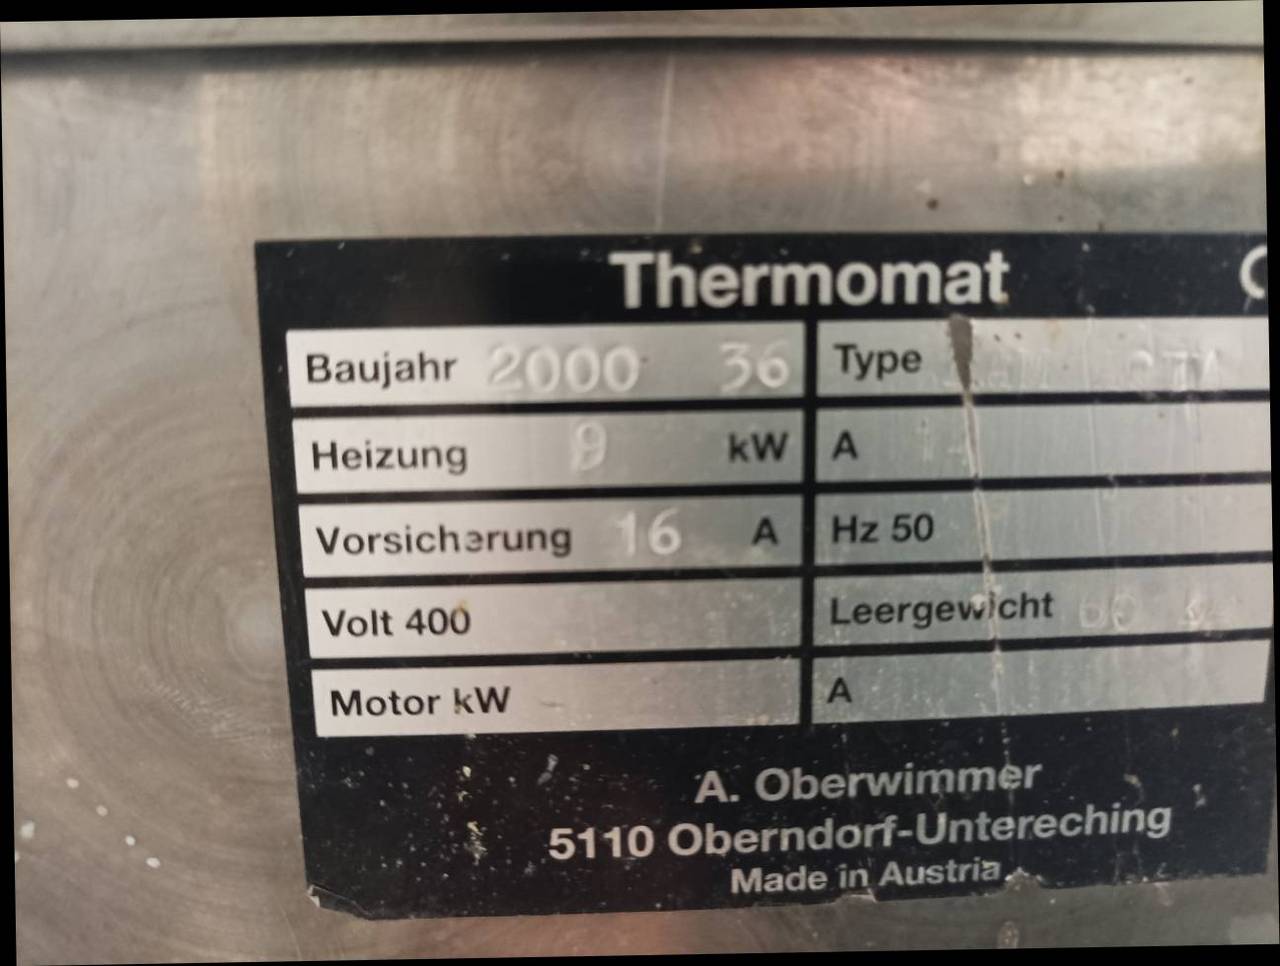 Thermomat
Baujahr 2000 36 Type
Heizung 9 kW A
Vorsicherung 16 A Hz 50
Volt 400 Leergewicht
Motor kW A
A. Oberwimmer
5110 Oberndorf-Untereching
Made in Austria